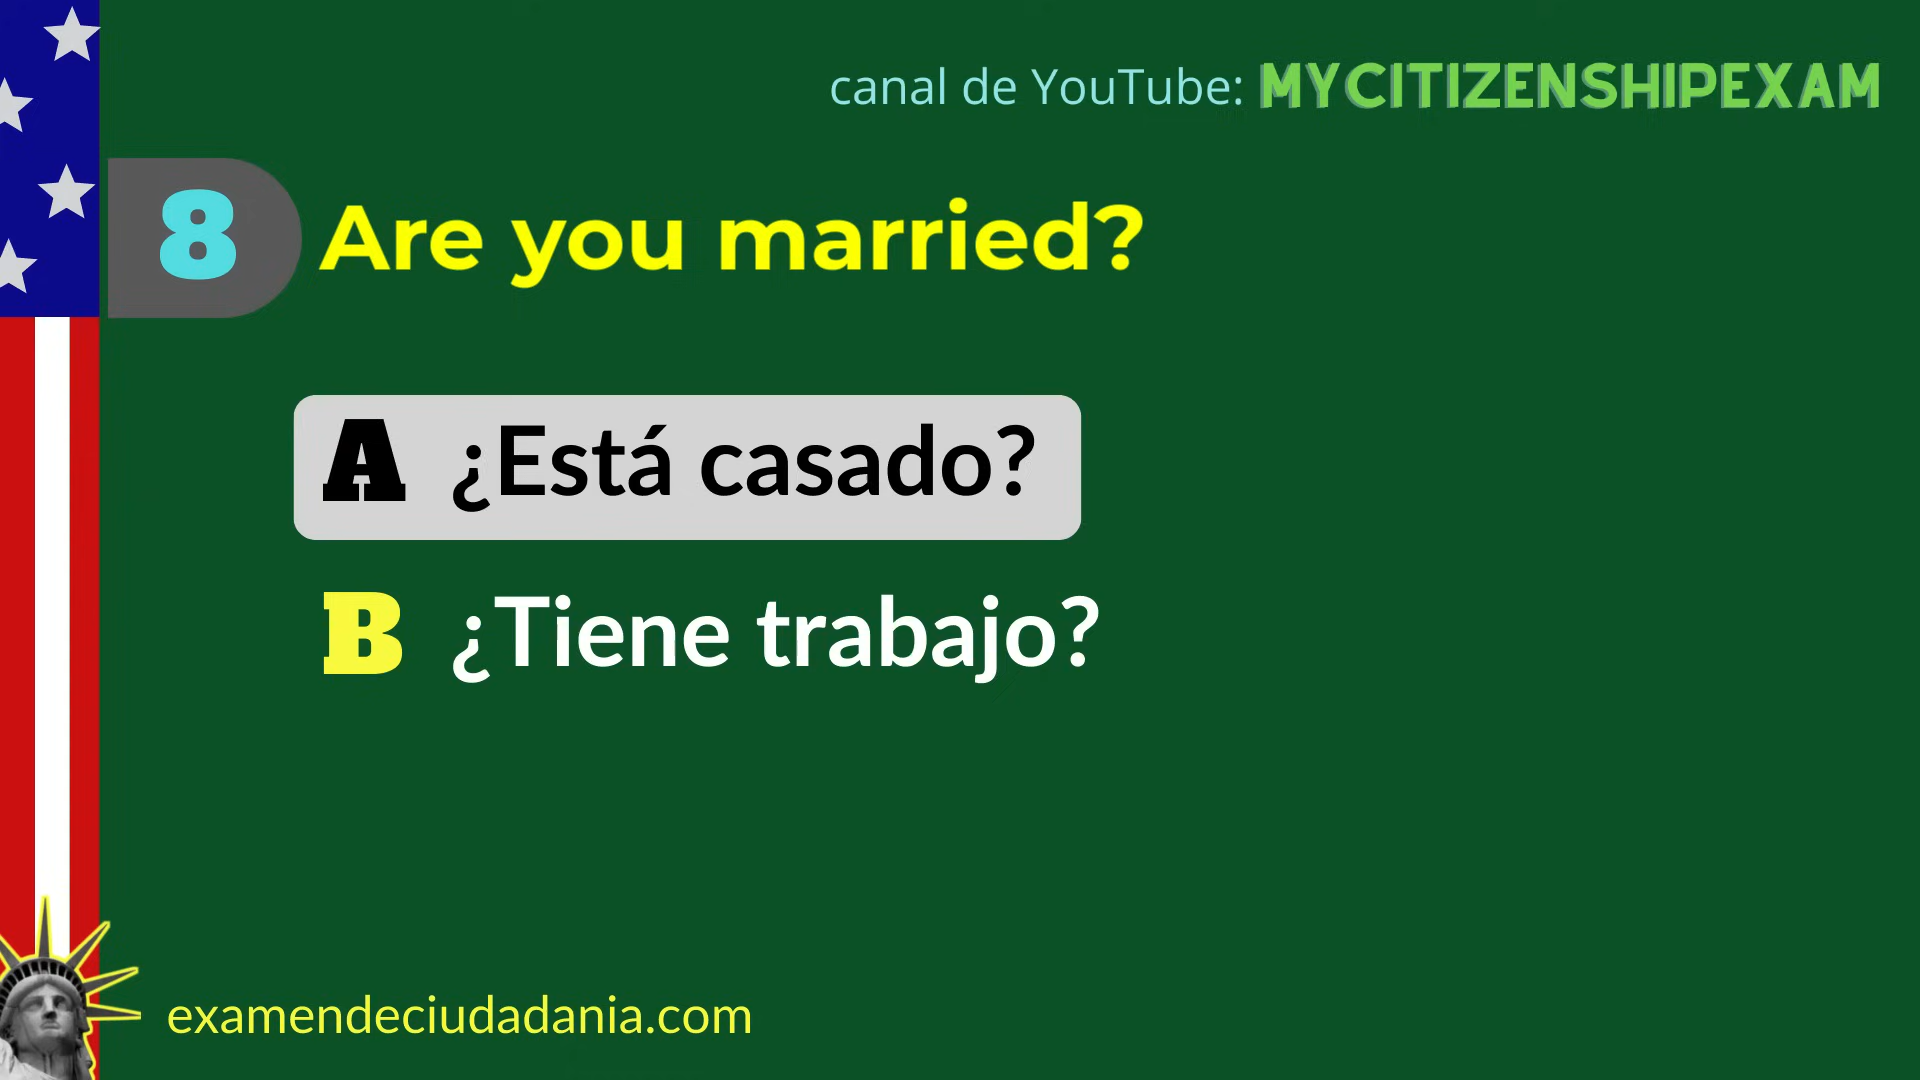 canal de YouTube: MYCITIZENSHIPEXAM
8 Are you married?
A ¿Está casado?
B ¿Tiene trabajo?
examendeciudadania.com